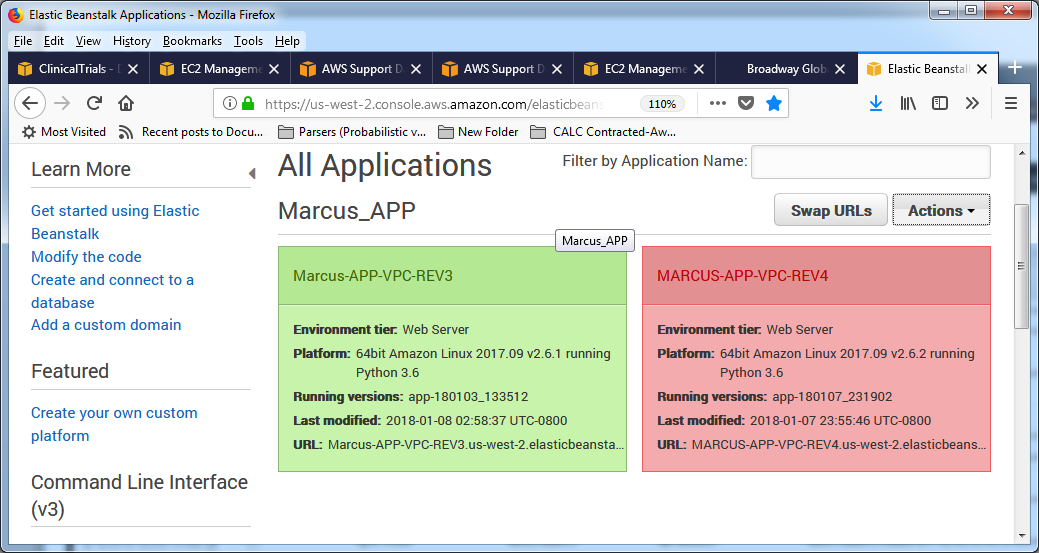 Elastic Beanstalk Applications - Mozilla Firefox
File Edit View History Bookmarks Tools Help
ClinicalTrials - EC2 Manageme AWS Support D AWS Support D EC2 Manageme Broadway Glob Elastic Beanstal
https://us-west-2.console.aws.amazon.com/elasticbean 110%
Most Visited Recent posts to Docu... Parsers (Probabilistic v... New Folder CALC Contracted-Aw...
Learn More
Get started using Elastic
Beanstalk
Modify the code
Create and connect to a
database
Add a custom domain
Featured
Create your own custom
platform
Command Line Interface
(v3)
All Applications Filter by Application Name:
Marcus_APP Swap URLs Actions
Marcus_APP
Marcus-APP-VPC-REV3
Environment tier: Web Server
Platform: 64bit Amazon Linux 2017.09 v2.6.1 running
Python 3.6
Running versions: app-180103_133512
Last modified: 2018-01-08 02:58:37 UTC-0800
URL: Marcus-APP-VPC-REV3.us-west-2.elasticbeansta...
MARCUS-APP-VPC-REV4
Environment tier: Web Server
Platform: 64bit Amazon Linux 2017.09 v2.6.2 running
Python 3.6
Running versions: app-180107_231902
Last modified: 2018-01-07 23:55:46 UTC-0800
URL: MARCUS-APP-VPC-REV4.us-west-2.elasticbeans...